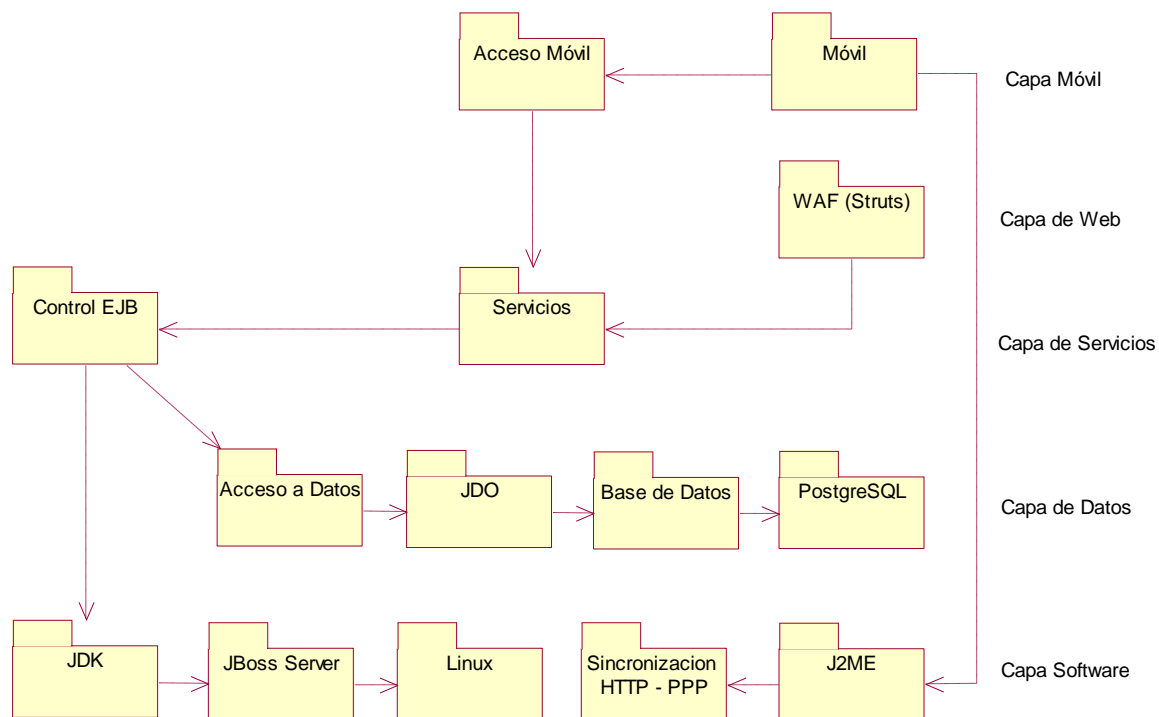 Acceso Móvil
Móvil
Capa Móvil
WAF (Struts)
Capa de Web
Control EJB
Servicios
Capa de Servicios
Acceso a Datos
JDO
Base de Datos
PostgreSQL
Capa de Datos
JDK
JBoss Server
Linux
Sincronizacion
HTTP - PPP
J2ME
Capa Software